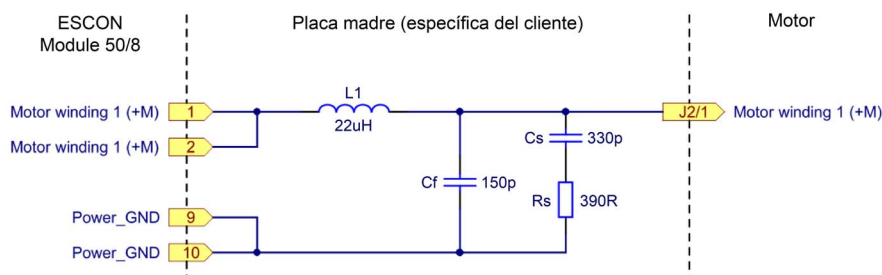 ESCON
Module 50/8
Placa madre (específica del cliente)
Motor
L1
22uH
Motor winding 1 (+M)
1
J2/1
Motor winding 1 (+M)
Motor winding 1 (+M)
2
Cs
330p
Cf
150p
Rs
390R
Power_GND
9
Power_GND
10